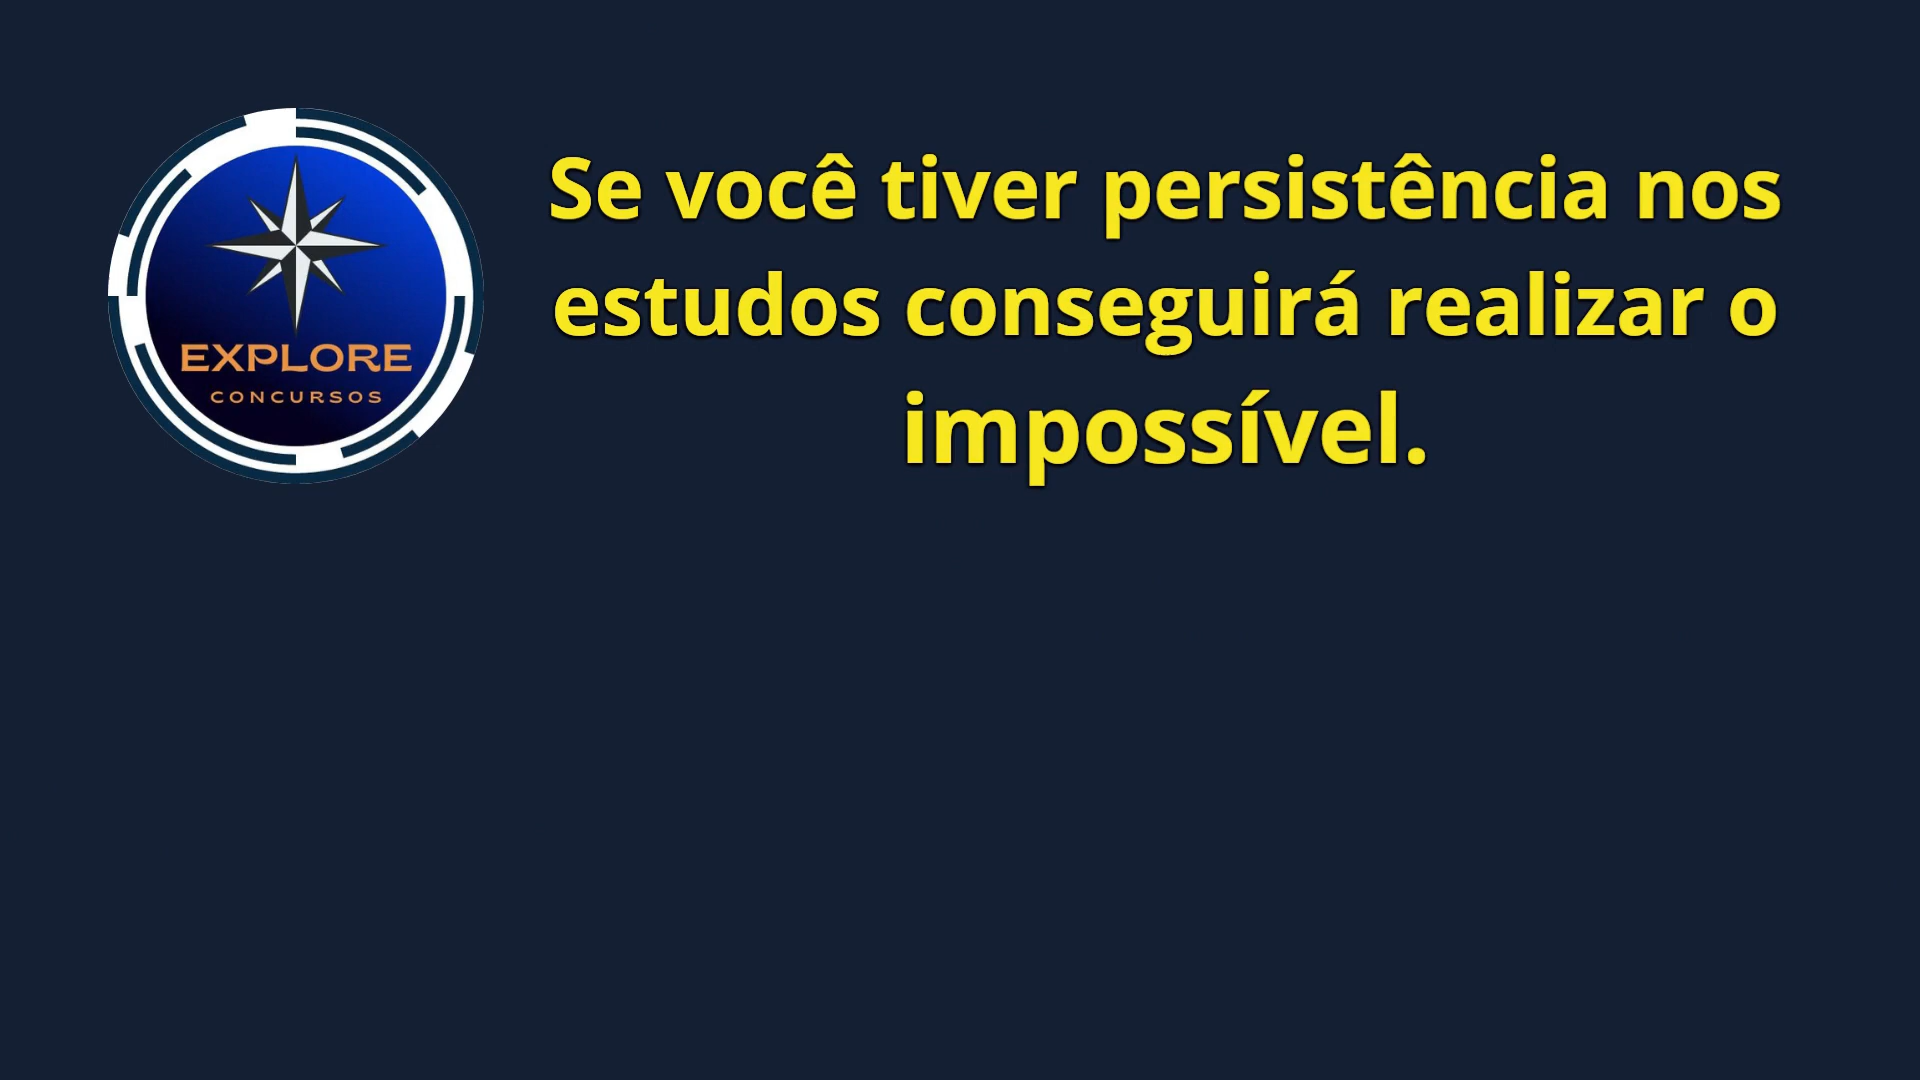 Se você tiver persistência nos
estudos conseguirá realizar o
impossível.
EXPLORE
CONCURSOS